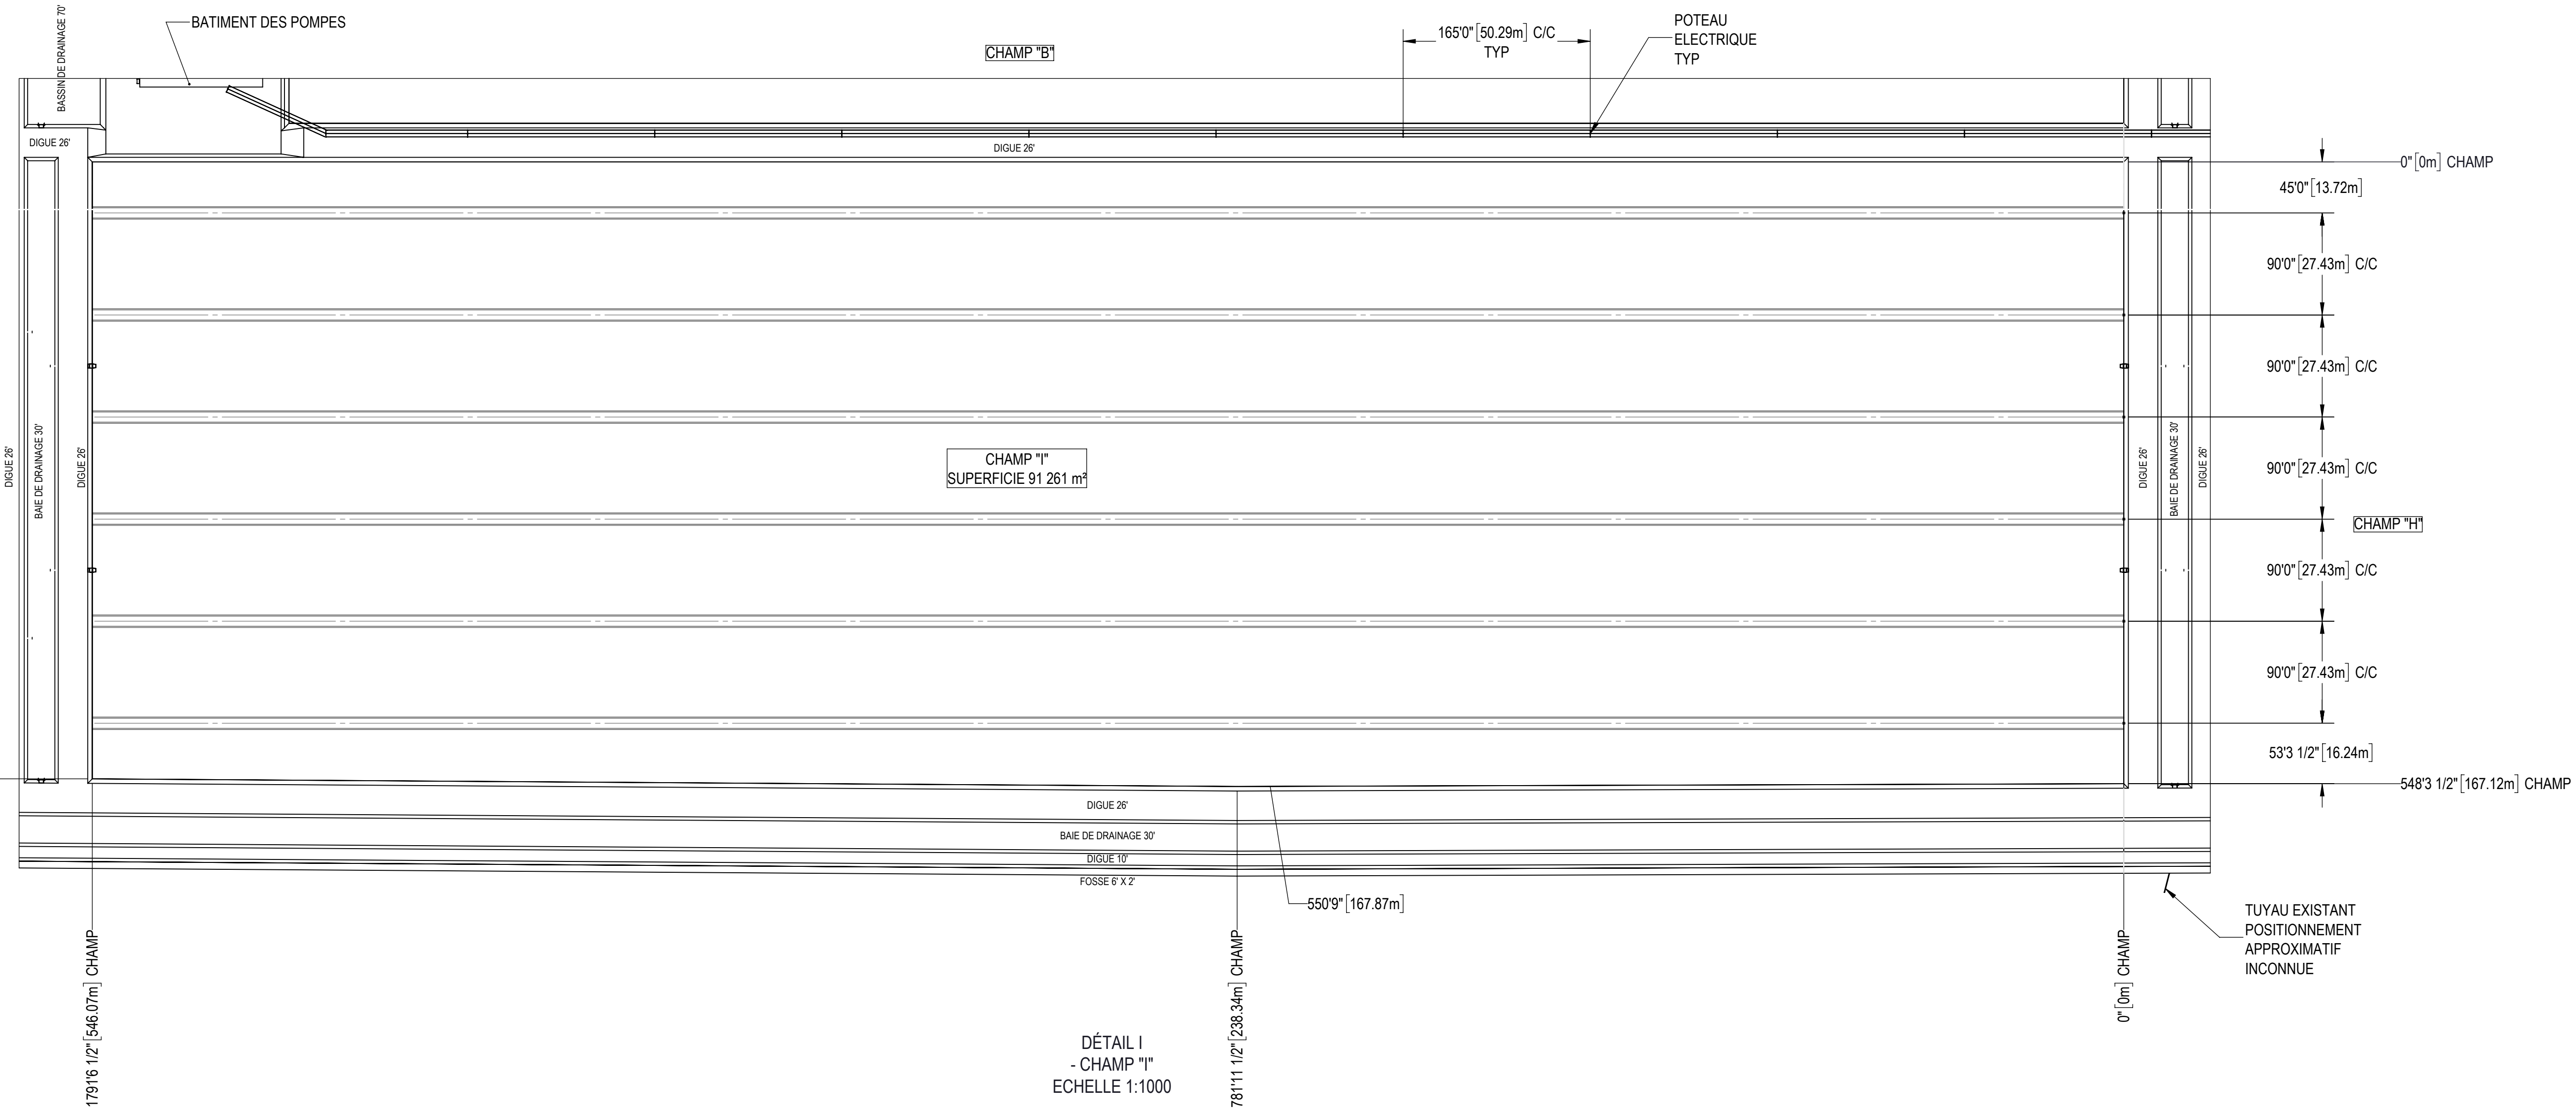 BASSIN DE DRAINAGE 70'
BATIMENT DES POMPES
CHAMP "B"
165'0" [50.29m] C/C
TYP
POTEAU
ELECTRIQUE
TYP
DIGUE 26'
DIGUE 26'
0" [0m] CHAMP
45'0" [13.72m]
90'0" [27.43m] C/C
90'0" [27.43m] C/C
90'0" [27.43m] C/C
90'0" [27.43m] C/C
90'0" [27.43m] C/C
53'3 1/2" [16.24m]
548'3 1/2" [167.12m] CHAMP
DIGUE 26'
BAIE DE DRAINAGE 30'
DIGUE 26'
CHAMP "I"
SUPERFICIE 91 261 m²
DIGUE 26'
BAIE DE DRAINAGE 30'
DIGUE 26'
CHAMP "H"
DIGUE 26'
BAIE DE DRAINAGE 30'
DIGUE 10'
FOSSE 6' X 2'
550'9" [167.87m]
TUYAU EXISTANT
POSITIONNEMENT
APPROXIMATIF
INCONNUE
1791'6 1/2" [546.07m] CHAMP
781'11 1/2" [238.34m] CHAMP
0" [0m] CHAMP
DÉTAIL I
- CHAMP "I"
ECHELLE 1:1000